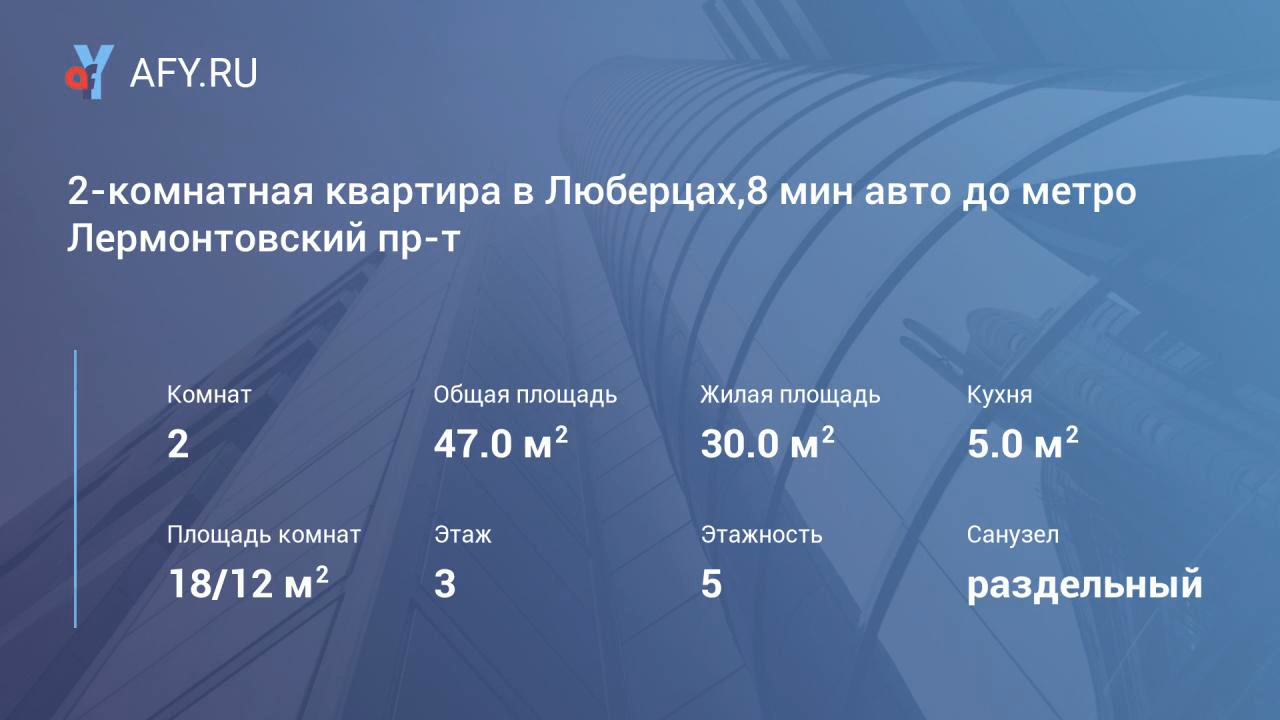 afY AFY.RU
2-комнатная квартира в Люберцах,8 мин авто до метро
Лермонтовский пр-т
Комнат
Общая площадь
Жилая площадь
Кухня
2
47.0 м²
30.0 м²
5.0 м²
Площадь комнат
Этаж
Этажность
Санузел
18/12 м²
3
5
раздельный